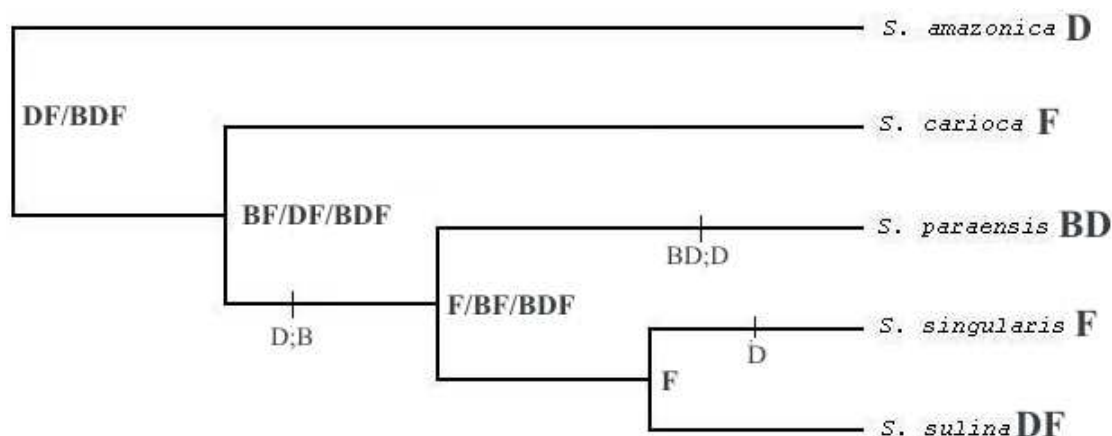 S. amazonica D
DF/BDF
S. carioca F
BF/DF/BDF
S. paraensis BD
BD;D
F/BF/BDF
D;B
S. singularis F
D
F
S. sulina DF